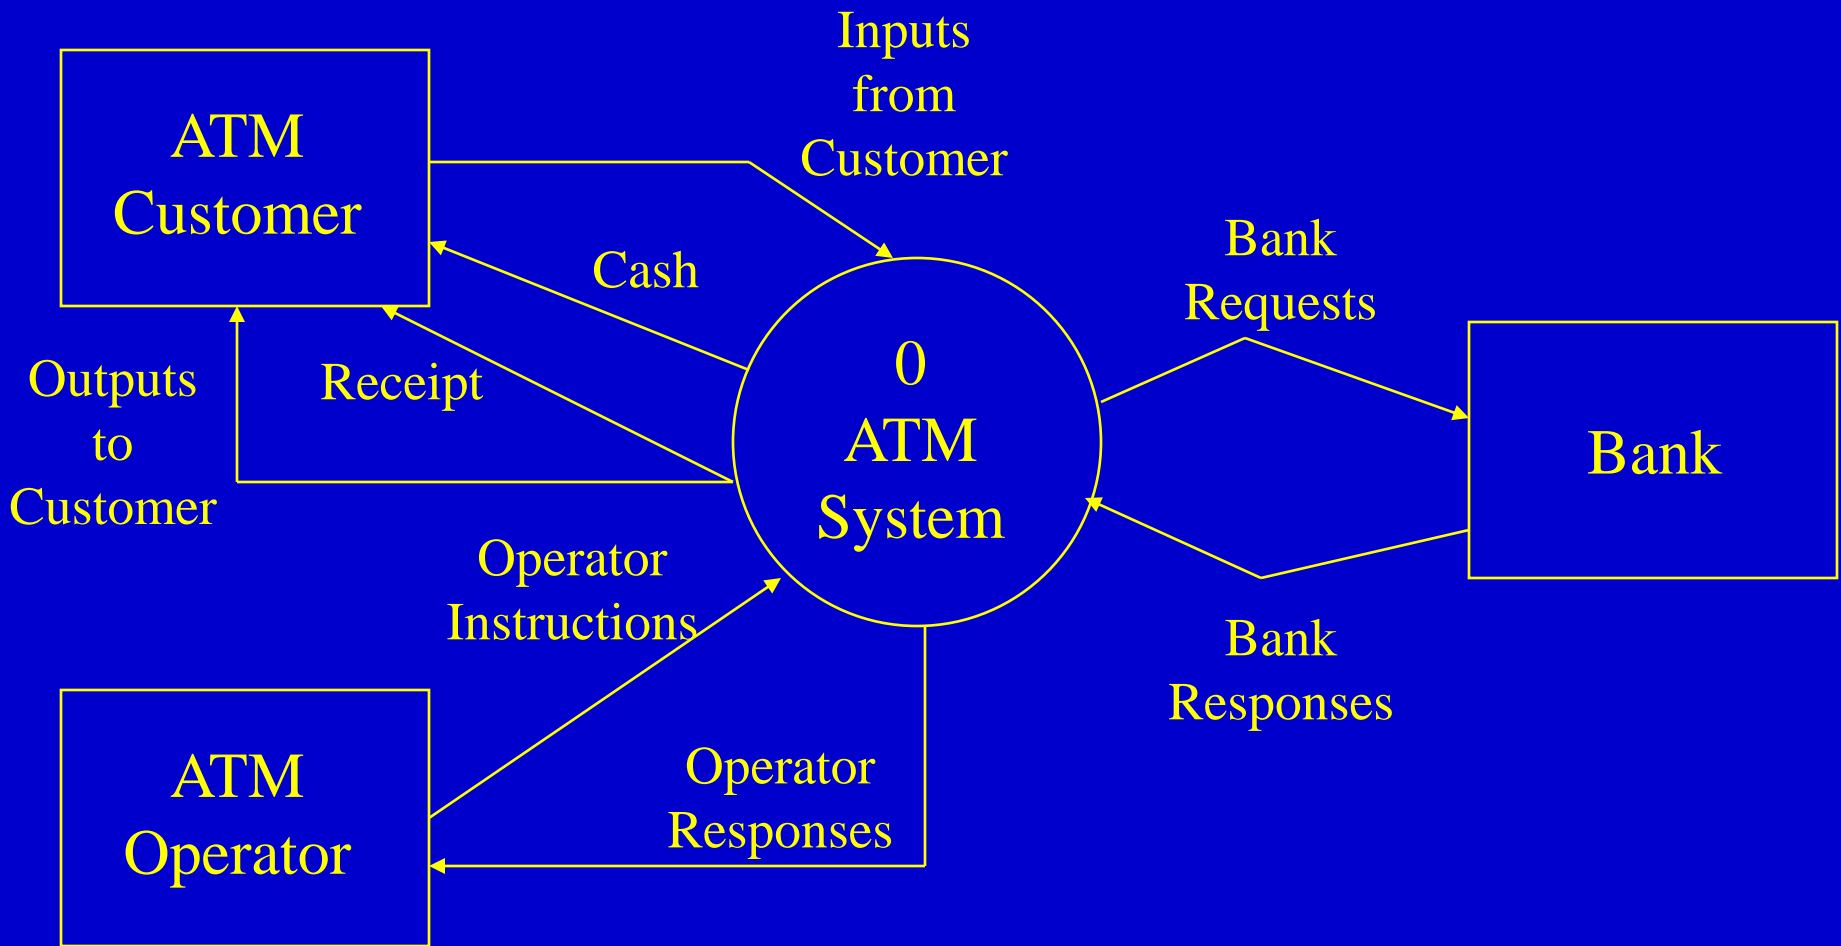 Inputs
from
Customer
ATM
Customer
Cash
Bank
Requests
0
ATM
System
Outputs
to
Customer
Receipt
Bank
Operator
Instructions
Bank
Responses
ATM
Operator
Operator
Responses